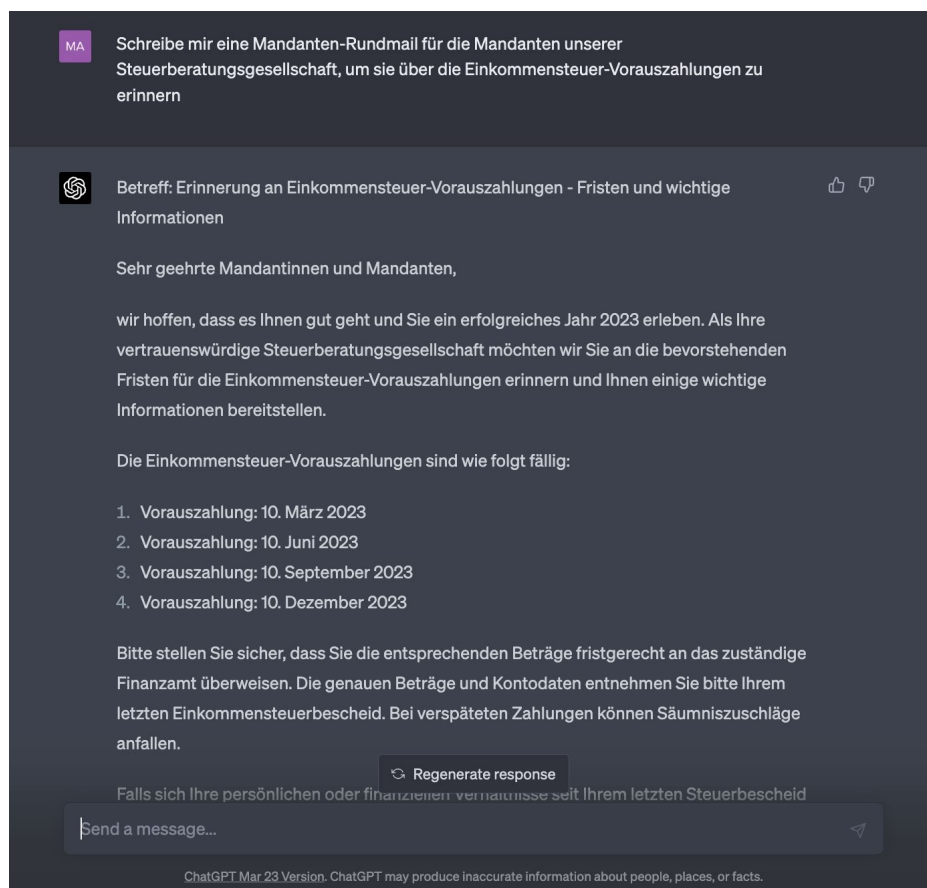 MA
Schreibe mir eine Mandanten-Rundmail für die Mandanten unserer
Steuerberatungsgesellschaft, um sie über die Einkommensteuer-Vorauszahlungen zu
erinnern
Betreff: Erinnerung an Einkommensteuer-Vorauszahlungen - Fristen und wichtige
Informationen
Sehr geehrte Mandantinnen und Mandanten,
wir hoffen, dass es Ihnen gut geht und Sie ein erfolgreiches Jahr 2023 erleben. Als Ihre
vertrauenswürdige Steuerberatungsgesellschaft möchten wir Sie an die bevorstehenden
Fristen für die Einkommensteuer-Vorauszahlungen erinnern und Ihnen einige wichtige
Informationen bereitstellen.
Die Einkommensteuer-Vorauszahlungen sind wie folgt fällig:
1. Vorauszahlung: 10. März 2023
2. Vorauszahlung: 10. Juni 2023
3. Vorauszahlung: 10. September 2023
4. Vorauszahlung: 10. Dezember 2023
Bitte stellen Sie sicher, dass Sie die entsprechenden Beträge fristgerecht an das zuständige
Finanzamt überweisen. Die genauen Beträge und Kontodaten entnehmen Sie bitte Ihrem
letzten Einkommensteuerbescheid. Bei verspäteten Zahlungen können Säumniszuschläge
anfallen.
Regenerate response
Falls sich Ihre persönlichen oder finanziellen Verhältnisse seit Ihrem letzten Steuerbescheid
Send a message...
ChatGPT Mar 23 Version. ChatGPT may produce inaccurate information about people, places, or facts.